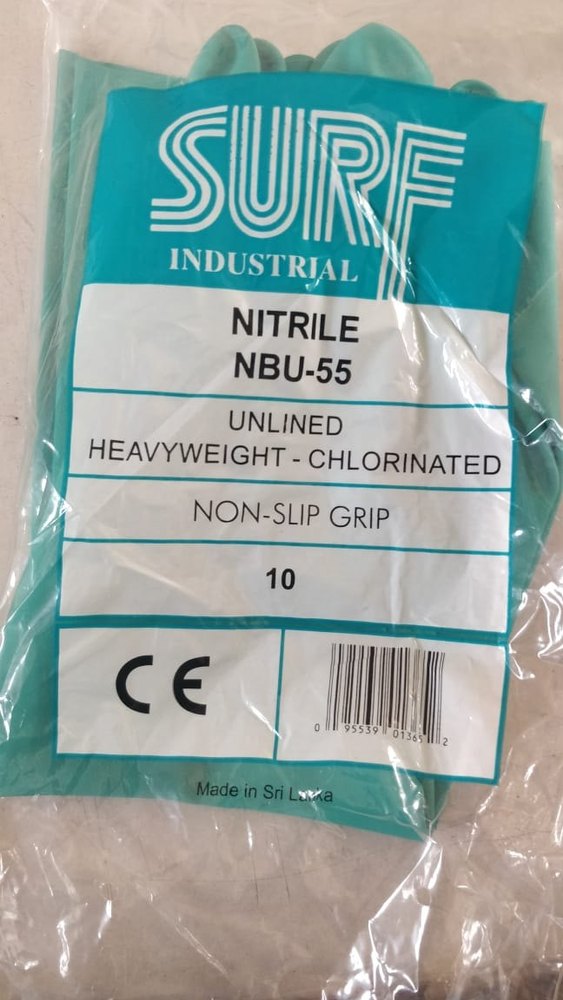 SURF
INDUSTRIAL
NITRILE
NBU-55
UNLINED
HEAVYWEIGHT - CHLORINATED
NON-SLIP GRIP
10
CE
0 95539 01365 2
Made in Sri Lanka